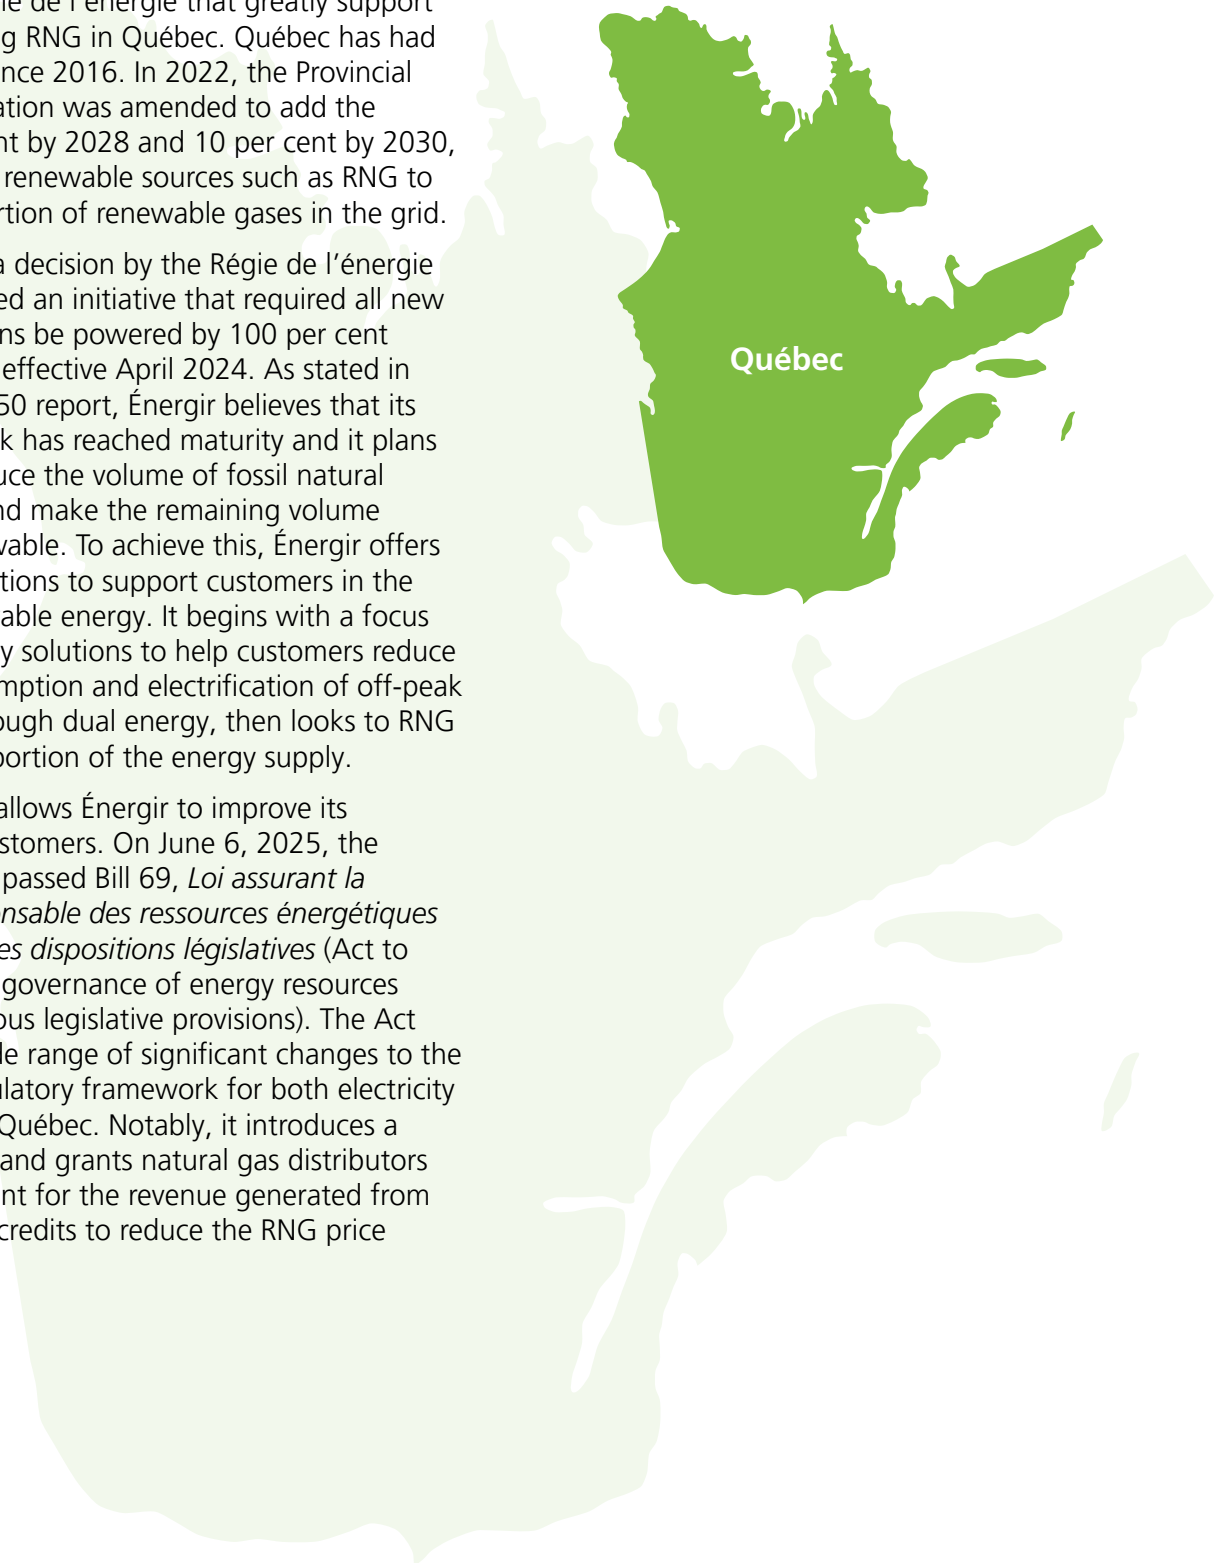 ie de l'énergie that greatly support
g RNG in Québec. Québec has had
nce 2016. In 2022, the Provincial
ation was amended to add the
nt by 2028 and 10 per cent by 2030,
renewable sources such as RNG to
rtion of renewable gases in the grid.
a decision by the Régie de l'énergie
ed an initiative that required all new
ns be powered by 100 per cent
effective April 2024. As stated in
50 report, Énergir believes that its
k has reached maturity and it plans
uce the volume of fossil natural
nd make the remaining volume
vable. To achieve this, Énergir offers
tions to support customers in the
able energy. It begins with a focus
y solutions to help customers reduce
mption and electrification of off-peak
ough dual energy, then looks to RNG
portion of the energy supply.
allows Énergir to improve its
stomers. On June 6, 2025, the
passed Bill 69, Loi assurant la
onsable des ressources énergétiques
es dispositions législatives (Act to
governance of energy resources
ous legislative provisions). The Act
le range of significant changes to the
ulatory framework for both electricity
Québec. Notably, it introduces a
and grants natural gas distributors
nt for the revenue generated from
credits to reduce the RNG price
Québec